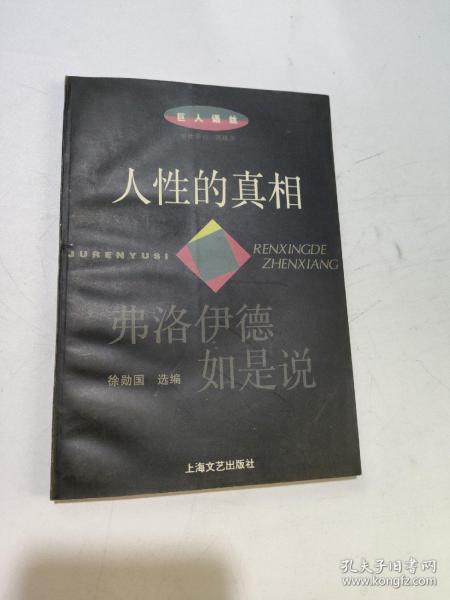 巨人语丝
人性的真相
JURENYUSI
RENXINGDE
ZHENXIANG
弗洛伊德
如是说
徐勋国 选编
上海文艺出版社
孔夫子旧书网
www.kongfz.com